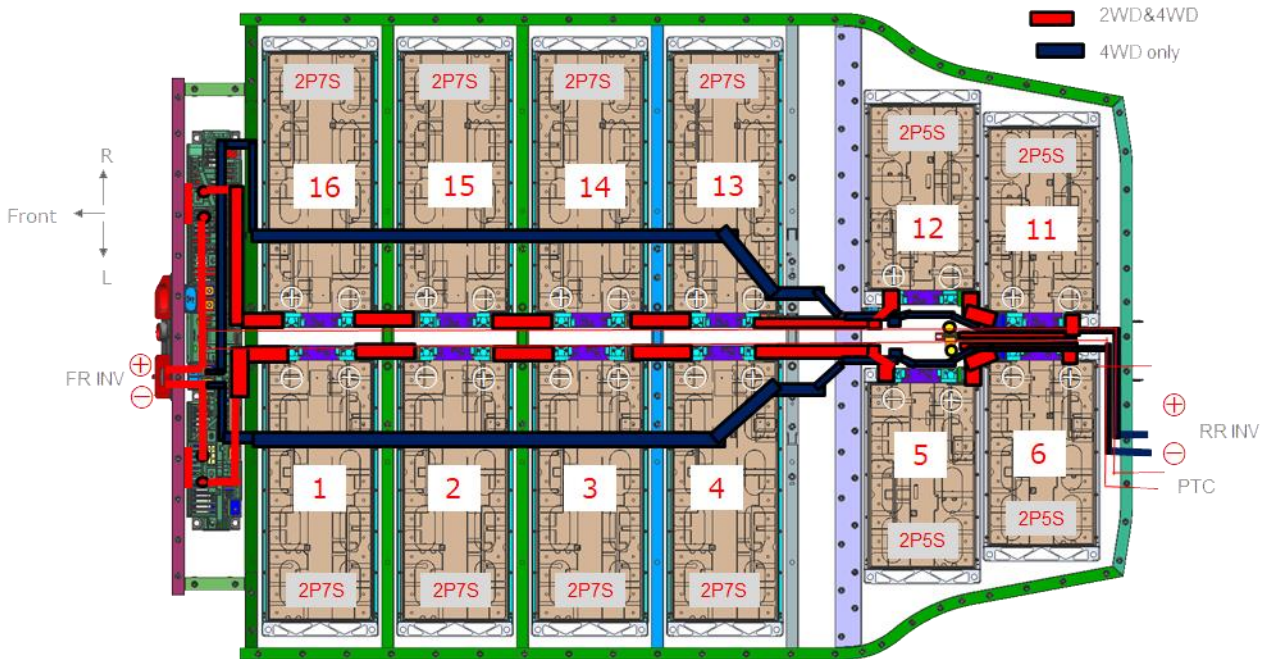 2WD&4WD
4WD only
2P7S
2P7S
2P7S
2P7S
2P5S
2P5S
R
Front
L
16
15
14
13
12
11
+
+
+
+
+
+
−
−
−
−
−
−
+
FR INV
−
−
−
−
−
−
−
+
+
+
+
+
+
+
RR INV
−
PTC
1
2
3
4
5
6
2P7S
2P7S
2P7S
2P7S
2P5S
2P5S